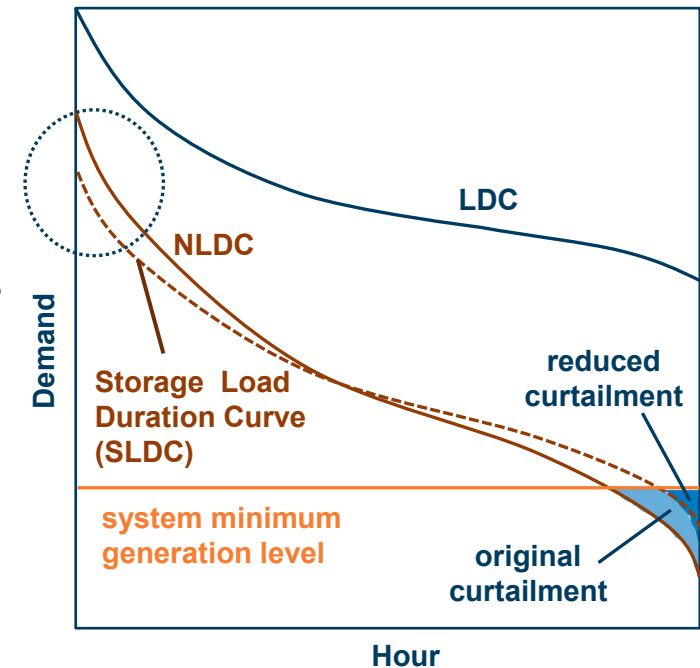 LDC
NLDC
Demand
Storage Load
Duration Curve
(SLDC)
reduced
curtailment
system minimum
generation level
original
curtailment
Hour